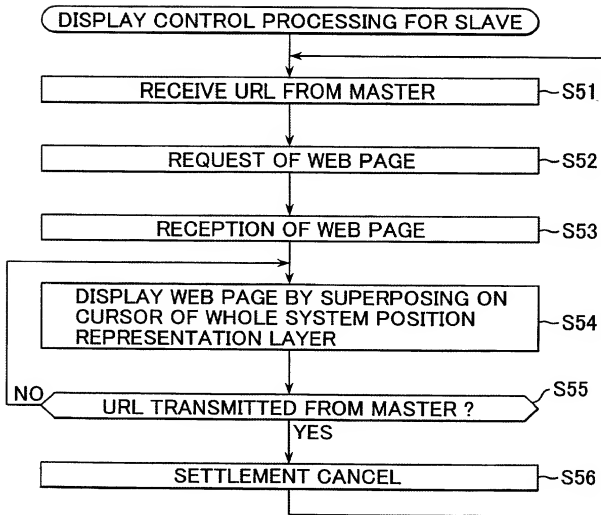 DISPLAY CONTROL PROCESSING FOR SLAVE
RECEIVE URL FROM MASTER
S51
REQUEST OF WEB PAGE
S52
RECEPTION OF WEB PAGE
S53
DISPLAY WEB PAGE BY SUPERPOSING ON
CURSOR OF WHOLE SYSTEM POSITION
REPRESENTATION LAYER
S54
NO
URL TRANSMITTED FROM MASTER ?
S55
YES
SETTLEMENT CANCEL
S56